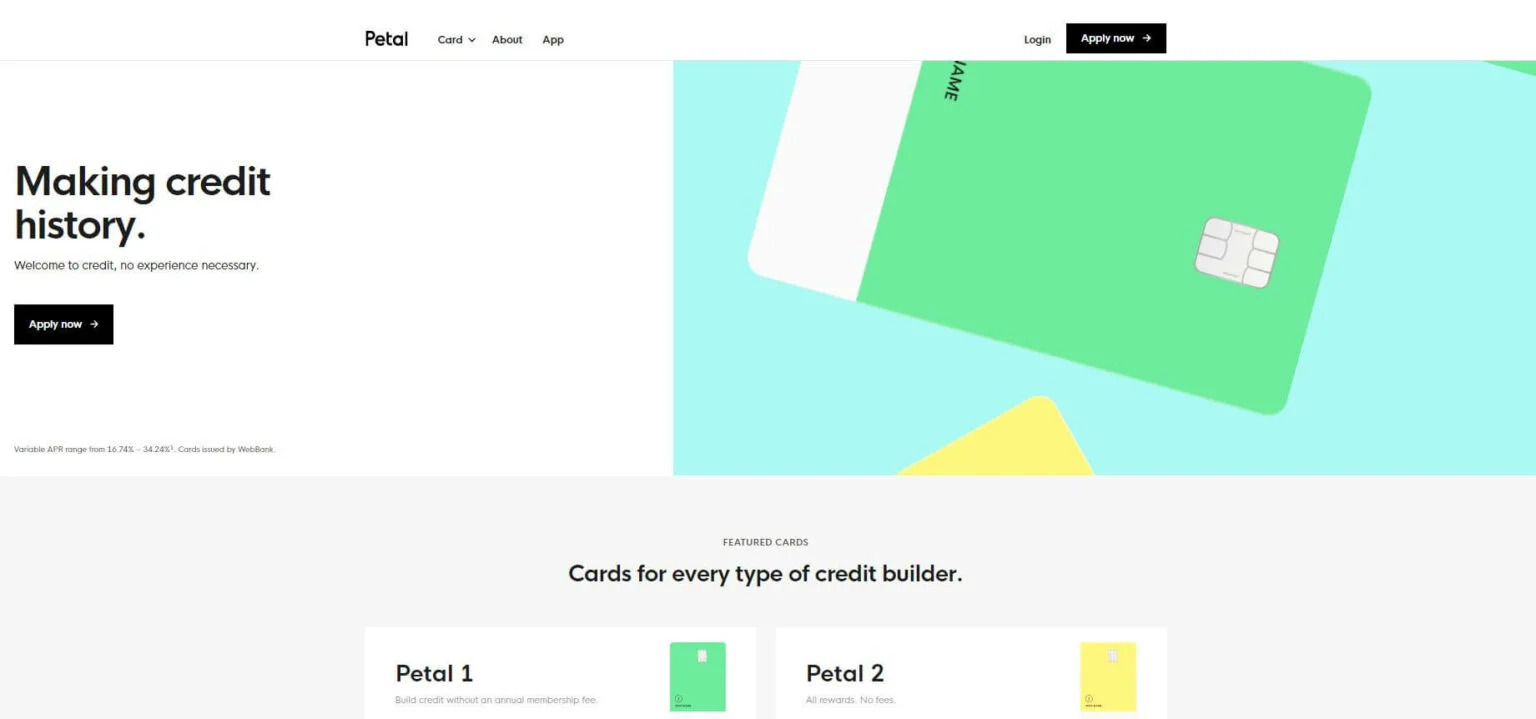 Petal
Card
About
App
Login
Apply now
AME
Making credit
history.
Welcome to credit, no experience necessary.
Apply now
Variable APR range from 16.74% – 34.24%¹. Cards issued by WebBank.
FEATURED CARDS
Cards for every type of credit builder.
Petal 1
Build credit without an annual membership fee.
Petal 2
All rewards. No fees.